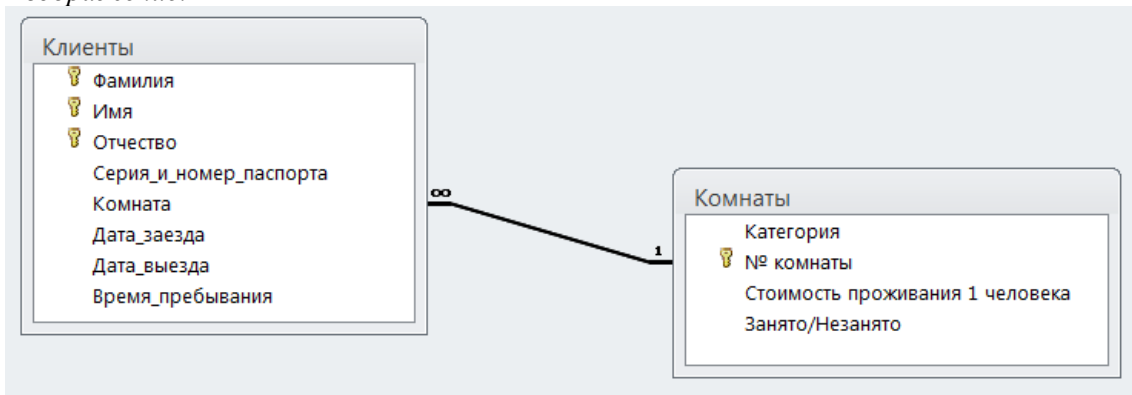 Клиенты
Фамилия
Имя
Отчество
Серия_и_номер_паспорта
Комната
Дата_заезда
Дата_выезда
Время_пребывания
∞
1
Комнаты
Категория
№ комнаты
Стоимость проживания 1 человека
Занято/Незанято